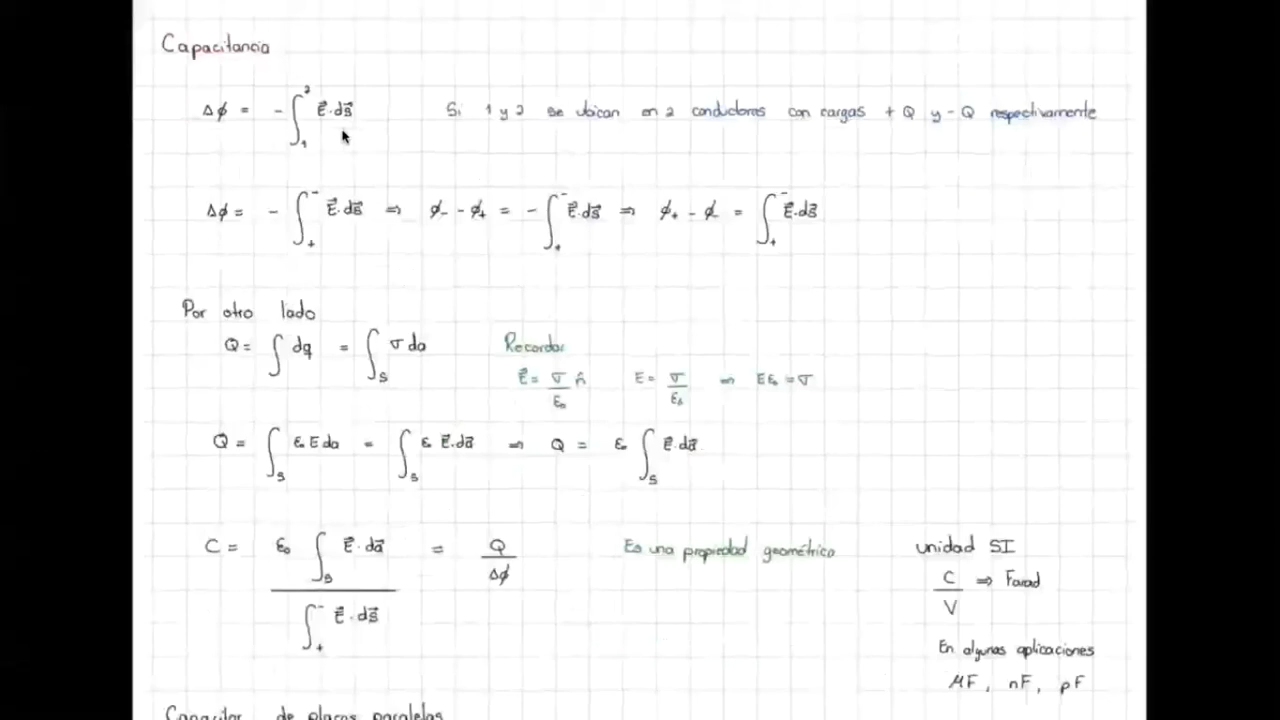 Capacitancia
Δφ = - ∫₁² E⃗·ds⃗ Si 1 y 2 se ubican en 2 conductores con cargas +Q y -Q respectivamente
Δφ = - ∫₊⁻ E⃗·ds⃗ ⇒ φ₋ - φ₊ = - ∫₊⁻ E⃗·ds⃗ ⇒ φ₊ - φ₋ = ∫₊⁻ E⃗·ds⃗
Por otro lado
Q = ∫ dq = ∫ₛ σ da Recordar
E⃗ = σ/ε₀ n̂ E = σ/ε₀ ⇒ Eε₀ = σ
Q = ∫ₛ ε₀ E da = ∫ₛ ε₀ E⃗·da⃗ ⇒ Q = ε₀ ∫ₛ E⃗·da⃗
C = ε₀ ∫ₛ E⃗·da⃗ / ∫₊⁻ E⃗·ds⃗ = Q/Δφ Es una propiedad geométrica
unidad SI
C/V ⇒ Farad
En algunas aplicaciones
μF, nF, pF
Capacitor de placas paralelas